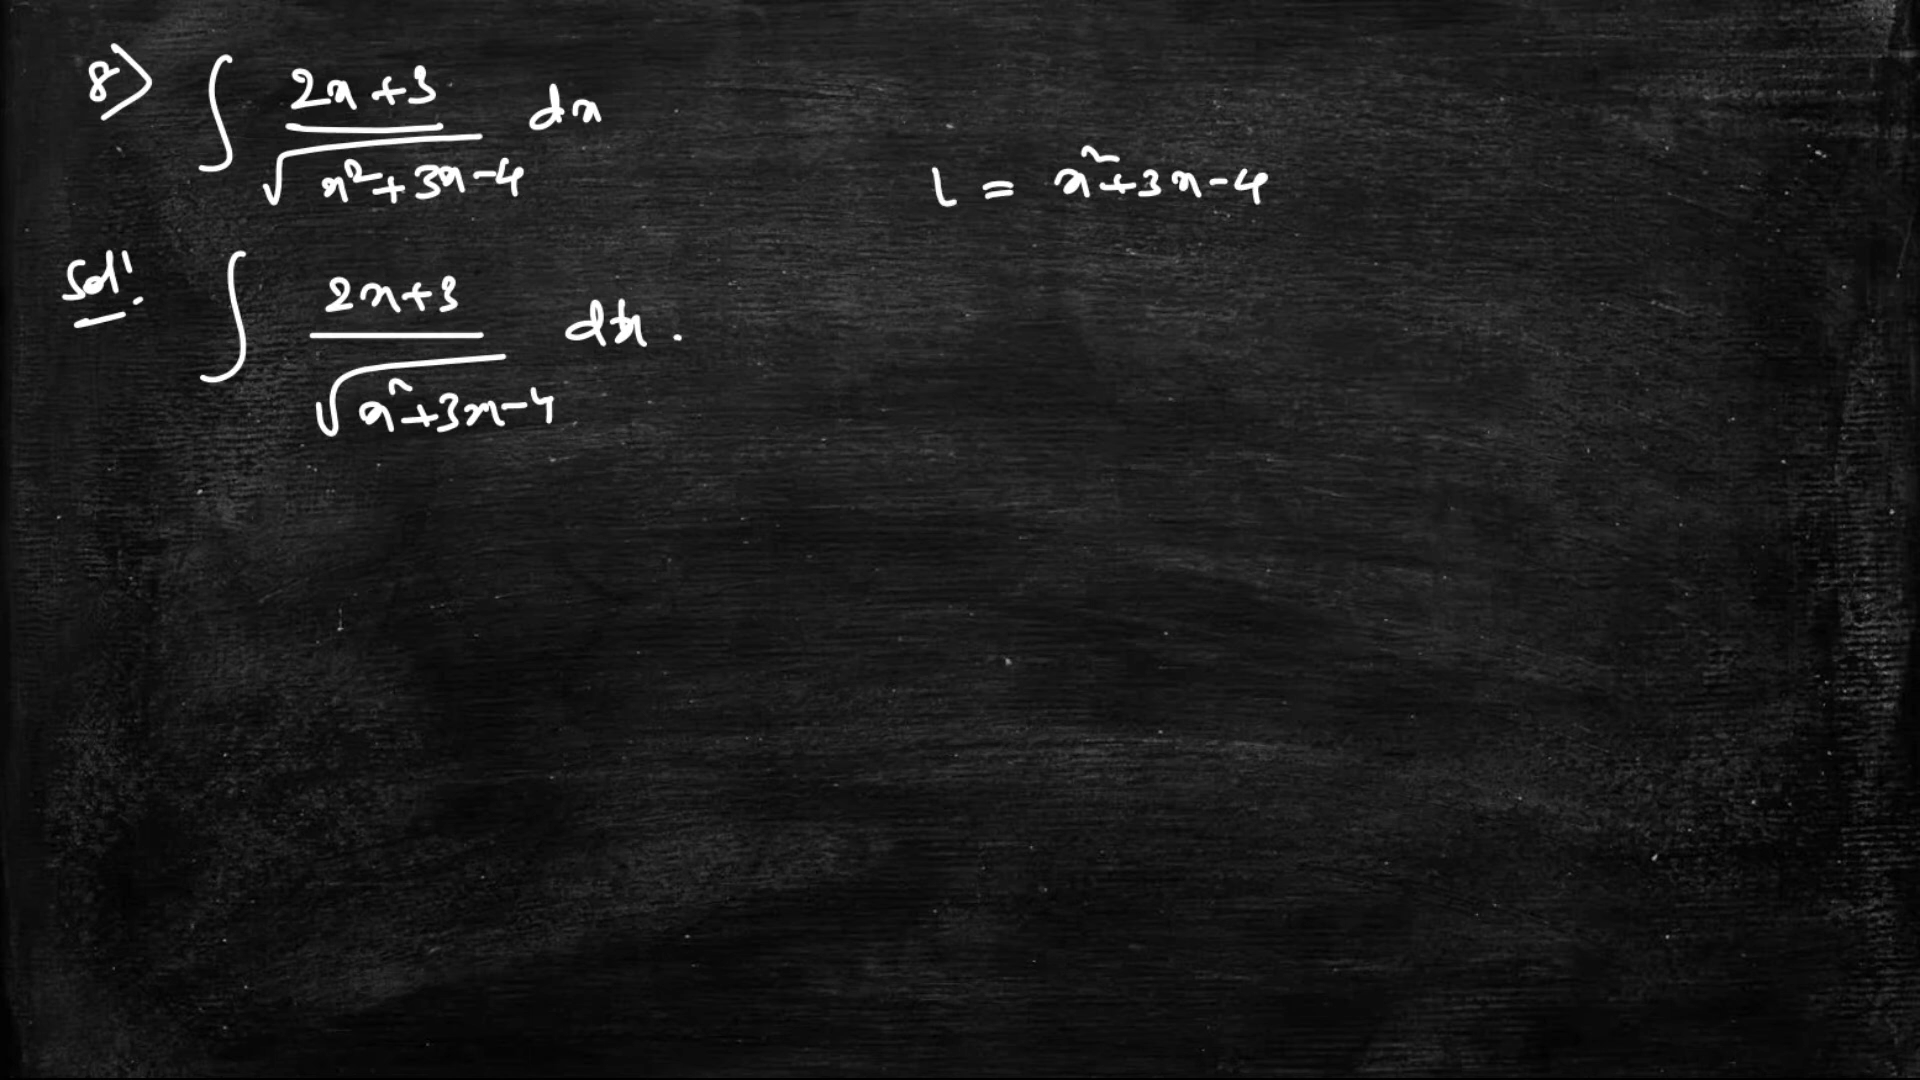 8) ∫ (2x+3)/√(x²+3x-4) dx
t = x²+3x-4
Sol: ∫ (2x+3)/√(x²+3x-4) dx.